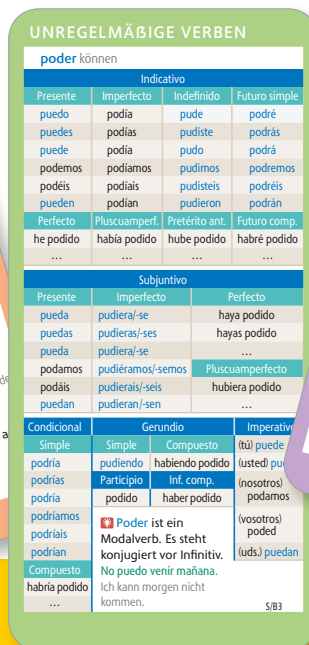 UNREGELMÄßIGE VERBEN
poder können
Indicativo
Presente Imperfecto Indefinido Futuro simple
puedo podía pude podré
puedes podías pudiste podrás
puede podía pudo podrá
podemos podíamos pudimos podremos
podéis podíais pudisteis podréis
pueden podían pudieron podrán
Perfecto Pluscuamperf. Pretérito ant. Futuro comp.
he podido había podido hube podido habré podido
… … … …
Subjuntivo
Presente Imperfecto Perfecto
pueda pudiera/-se haya podido
puedas pudieras/-ses hayas podido
pueda pudiera/-se …
podamos pudiéramos/-semos Pluscuamperfecto
podáis pudierais/-seis hubiera podido
puedan pudieran/-sen …
Condicional Gerundio Imperativo
Simple Simple Compuesto (tú) puede
podría pudiendo habiendo podido (usted)
podrías Participio Inf. comp. (nosotros)
podría podido haber podido podamos
podríamos (vosotros)
podríais poded
podrían (uds.) puedan
Compuesto
habría podido
…
Poder ist ein
Modalverb. Es steht
konjugiert vor Infinitiv.
No puedo venir mañana.
Ich kann morgen nicht
kommen.
S/B3